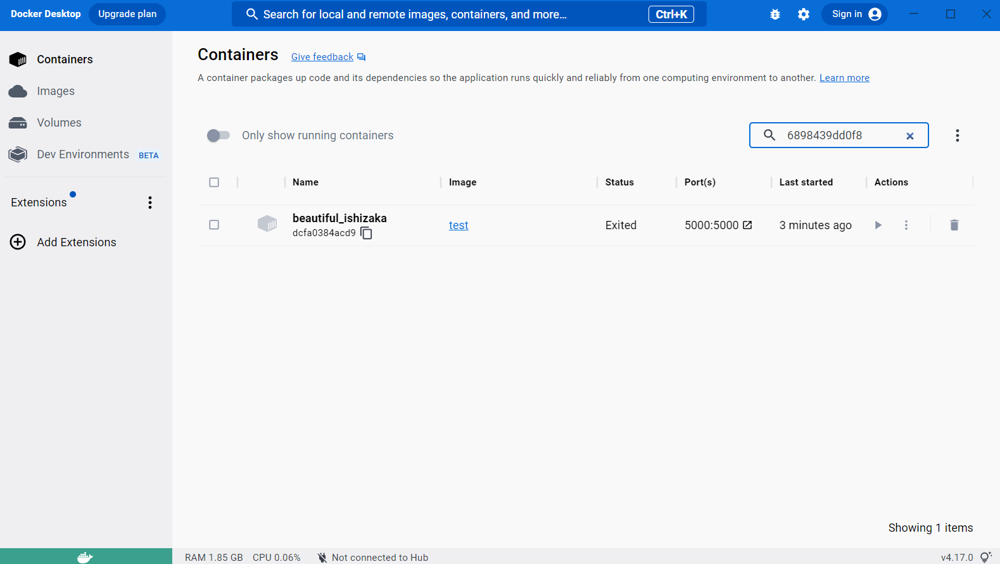 Docker Desktop Upgrade plan Search for local and remote images, containers, and more... Ctrl+K Sign in
Containers
Images
Volumes
Dev Environments BETA
Extensions
Add Extensions
Containers Give feedback
A container packages up code and its dependencies so the application runs quickly and reliably from one computing environment to another. Learn more
Only show running containers 6898439dd0f8
Name Image Status Port(s) Last started Actions
beautiful_ishizaka
dcfa0384acd9 test Exited 5000:5000 3 minutes ago
Showing 1 items
RAM 1.85 GB CPU 0.06% Not connected to Hub v4.17.0